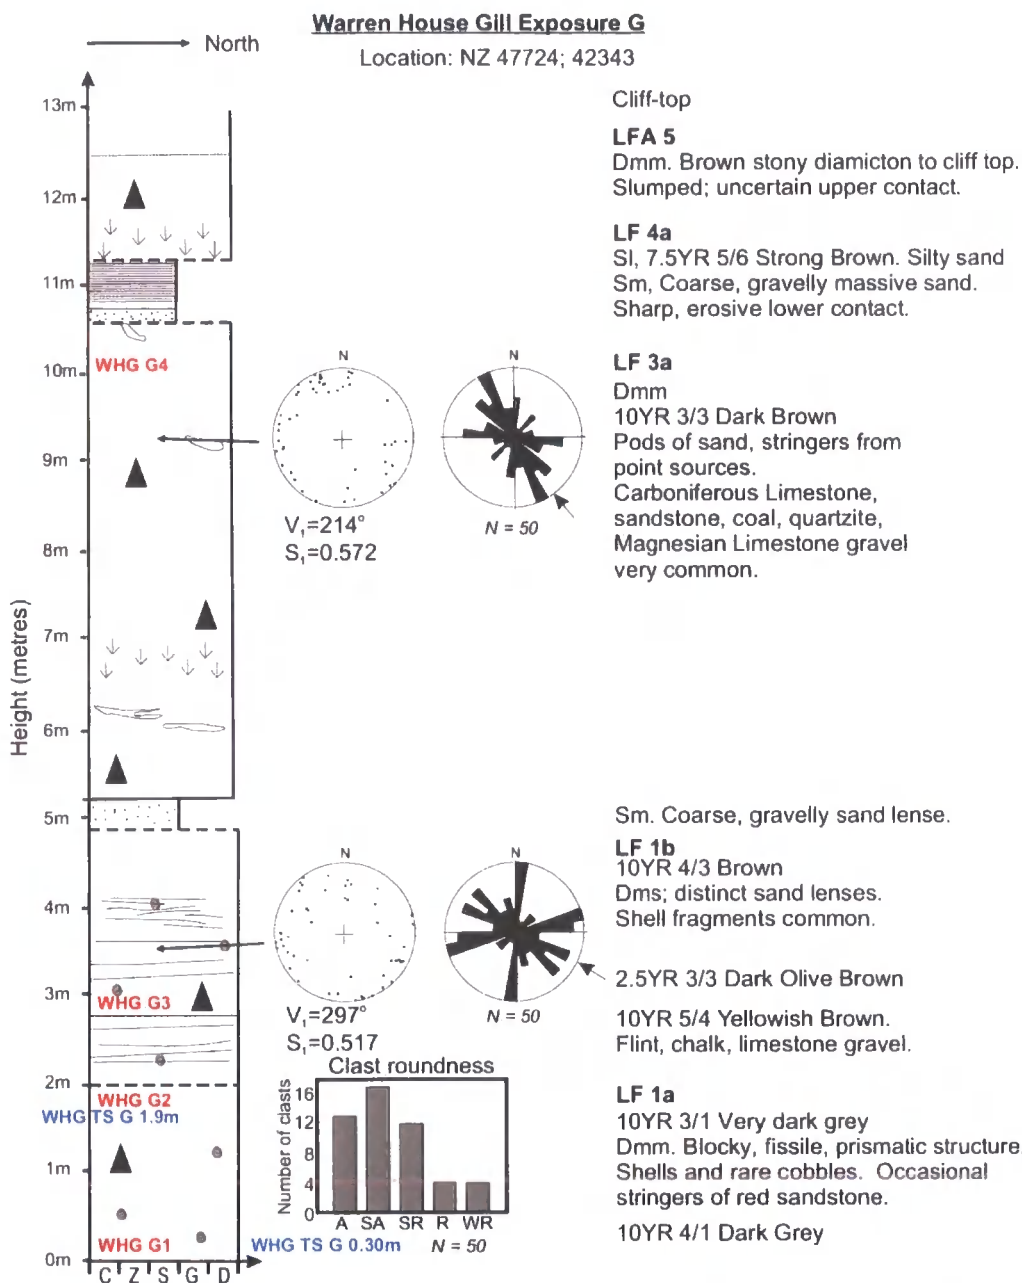 Warren House Gill Exposure G
North
Location: NZ 47724; 42343
Height (metres)
13m
12m
11m
10m
9m
8m
7m
6m
5m
4m
3m
2m
1m
0m
C Z S G D
WHG G4
WHG G3
WHG G2
WHG TS G 1.9m
WHG G1
WHG TS G 0.30m
N
N
V₁=214°
S₁=0.572
N = 50
N
N
V₁=297°
S₁=0.517
N = 50
Clast roundness
Number of clasts
16
12
8
4
0
A SA SR R WR
N = 50
Cliff-top
LFA 5
Dmm. Brown stony diamicton to cliff top.
Slumped; uncertain upper contact.
LF 4a
Sl, 7.5YR 5/6 Strong Brown. Silty sand
Sm, Coarse, gravelly massive sand.
Sharp, erosive lower contact.
LF 3a
Dmm
10YR 3/3 Dark Brown
Pods of sand, stringers from
point sources.
Carboniferous Limestone,
sandstone, coal, quartzite,
Magnesian Limestone gravel
very common.
Sm. Coarse, gravelly sand lense.
LF 1b
10YR 4/3 Brown
Dms; distinct sand lenses.
Shell fragments common.
2.5YR 3/3 Dark Olive Brown
10YR 5/4 Yellowish Brown.
Flint, chalk, limestone gravel.
LF 1a
10YR 3/1 Very dark grey
Dmm. Blocky, fissile, prismatic structure
Shells and rare cobbles. Occasional
stringers of red sandstone.
10YR 4/1 Dark Grey